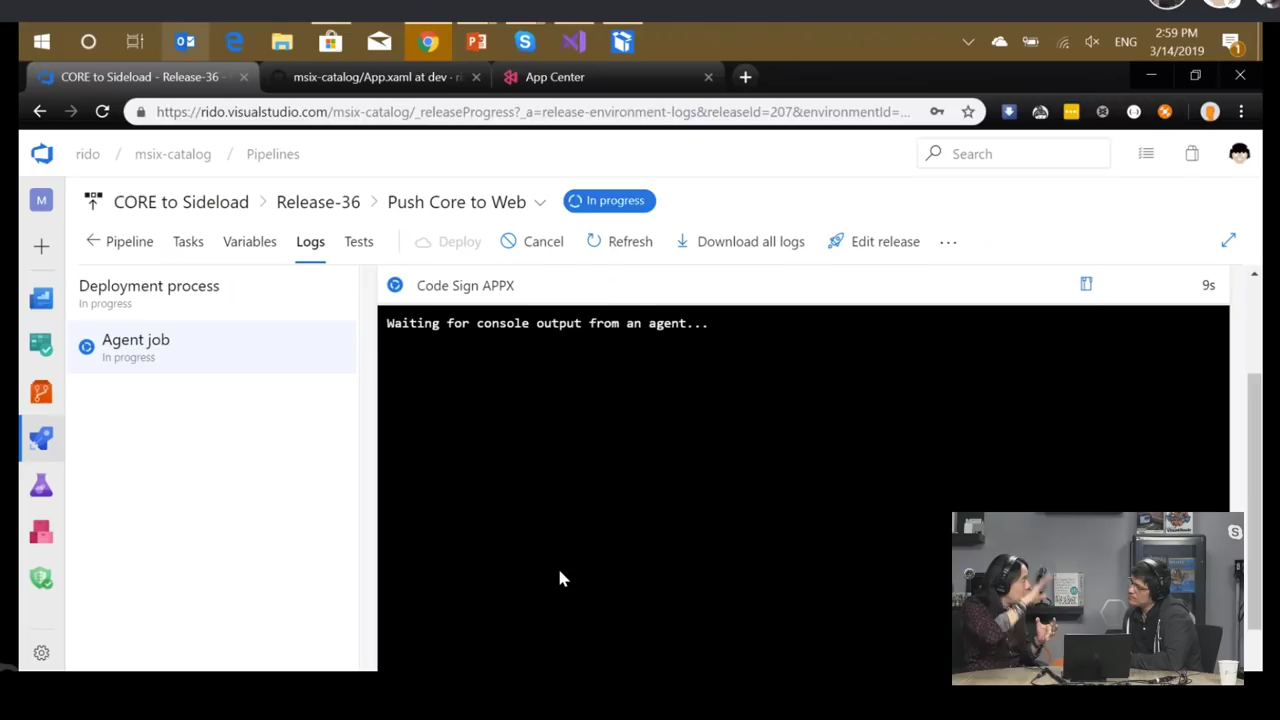 2:59 PM
ENG
3/14/2019
1
CORE to Sideload - Release-36 -
msix-catalog/App.xaml at dev · ri
App Center
https://rido.visualstudio.com/msix-catalog/_releaseProgress?_a=release-environment-logs&releaseId=207&environmentId=...
rido / msix-catalog / Pipelines
Search
M
CORE to Sideload > Release-36 > Push Core to Web
In progress
Pipeline
Tasks
Variables
Logs
Tests
Deploy
Cancel
Refresh
Download all logs
Edit release
...
Deployment process
In progress
Agent job
In progress
Code Sign APPX
9s
Waiting for console output from an agent...